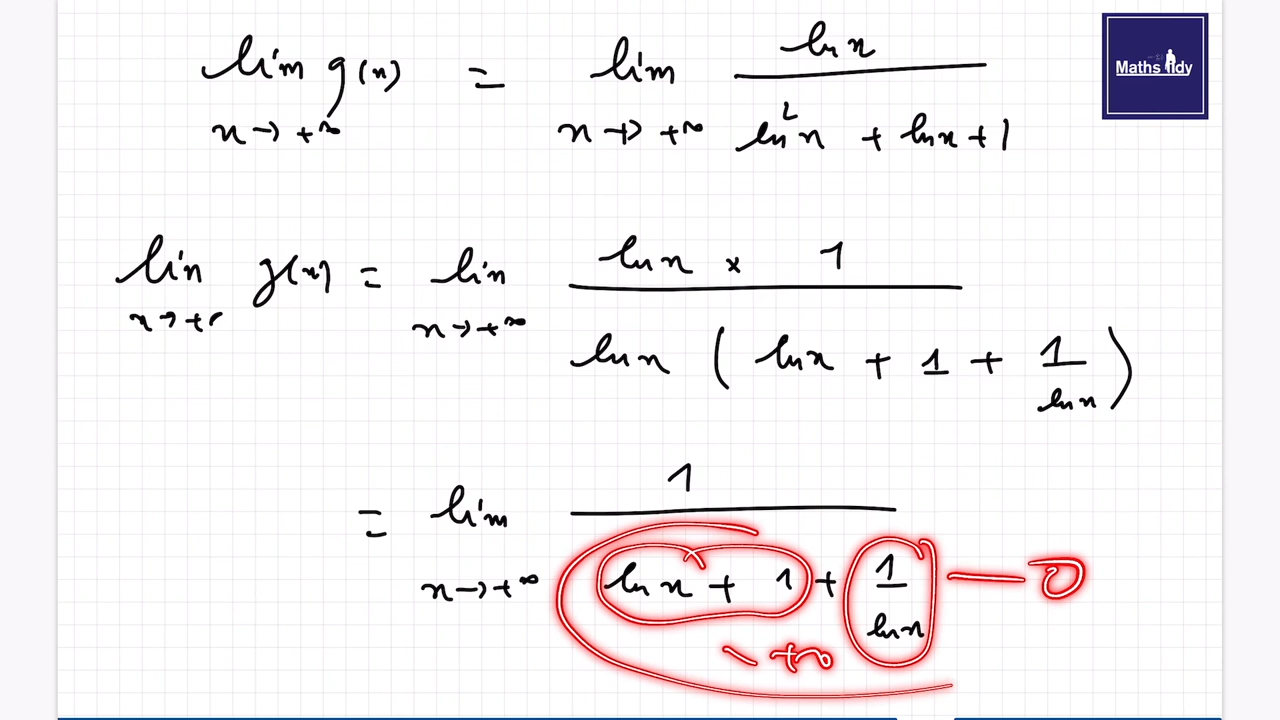 lim g(x) = lim ln x / (ln²x + ln x + 1)
x → +∞ x → +∞
Maths Tidy
lim g(x) = lim (ln x × 1) / (ln x (ln x + 1 + 1/ln x))
x → +∞ x → +∞
= lim 1 / (ln x + 1 + 1/ln x) — 0
x → +∞
→ +∞